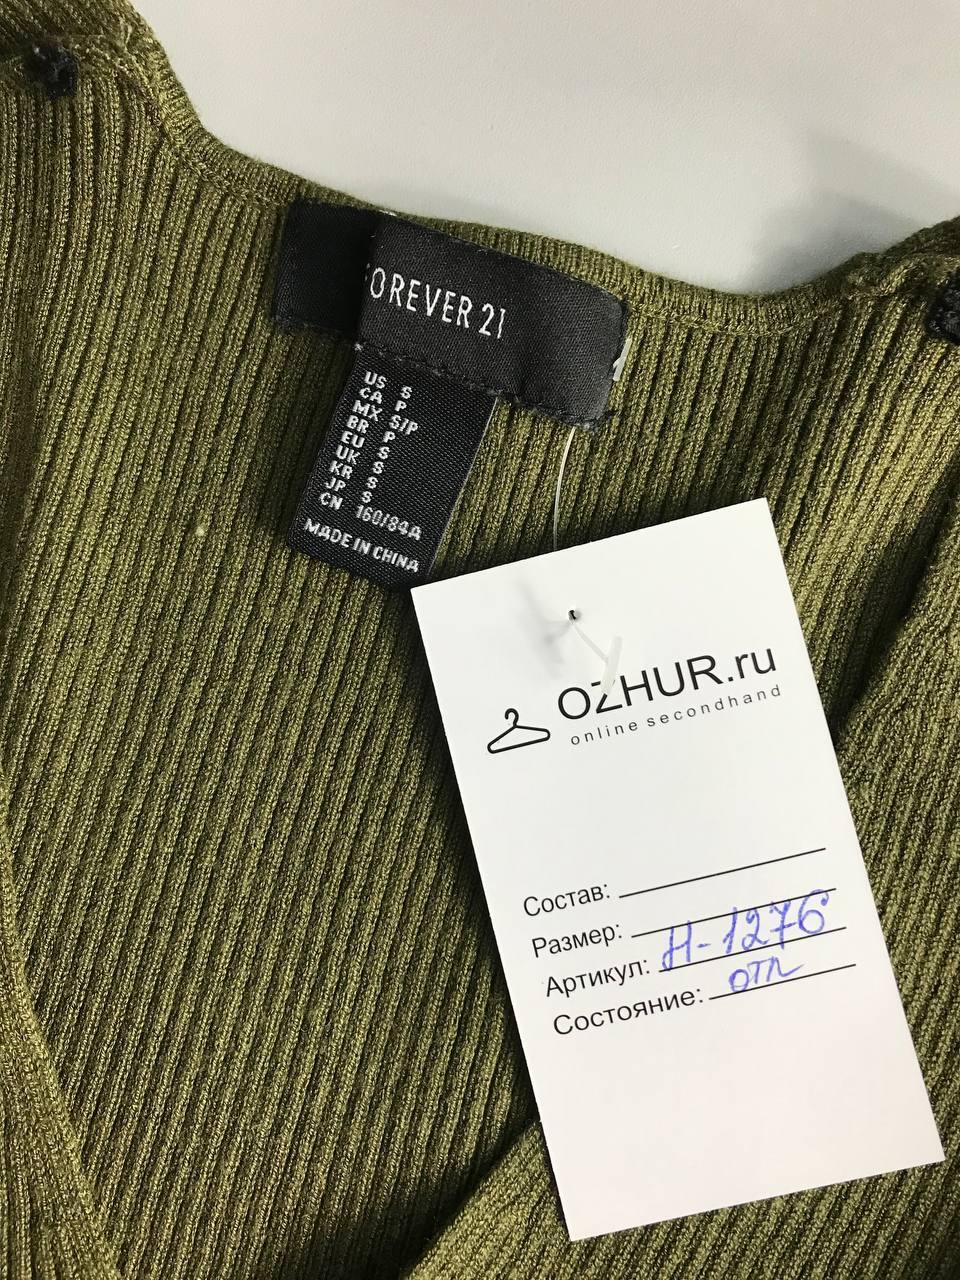 FOREVER 21
US S
CA P
MX S/P
BR P
EU S
UK S
KR S
JP S
CN 160/84A
MADE IN CHINA
OZHUR.ru
online secondhand
Состав:
Размер:
Артикул: Н-1276
Состояние: отл